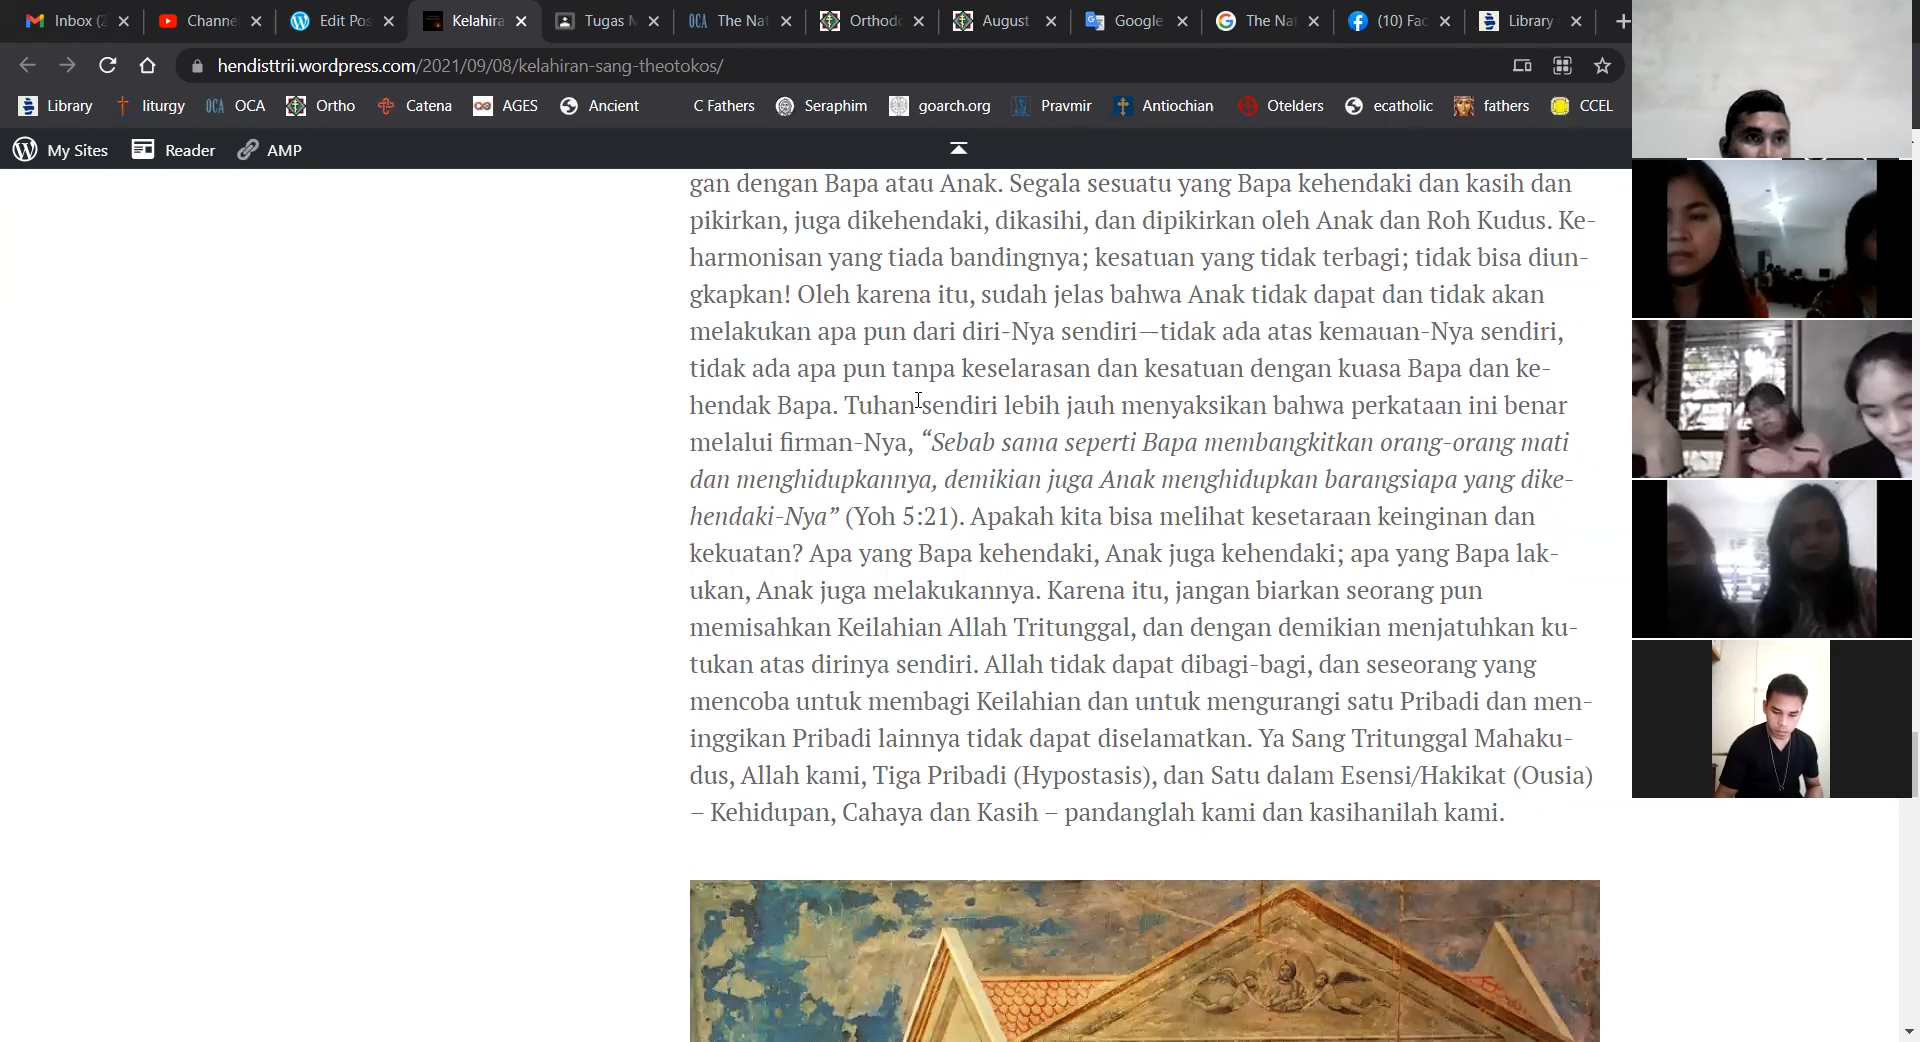 Inbox (2
Channe
Edit Pos
Kelahira
Tugas M
OCA The Nat
Orthodo
August
Google
The Nat
(10) Fac
Library
hendisttrii.wordpress.com/2021/09/08/kelahiran-sang-theotokos/
Library liturgy OCA OCA Ortho Catena AGES Ancient C Fathers Seraphim goarch.org Pravmir Antiochian Otelders ecatholic fathers CCEL
My Sites Reader AMP
gan dengan Bapa atau Anak. Segala sesuatu yang Bapa kehendaki dan kasih dan
pikirkan, juga dikehendaki, dikasihi, dan dipikirkan oleh Anak dan Roh Kudus. Ke-
harmonisan yang tiada bandingnya; kesatuan yang tidak terbagi; tidak bisa diun-
gkapkan! Oleh karena itu, sudah jelas bahwa Anak tidak dapat dan tidak akan
melakukan apa pun dari diri-Nya sendiri—tidak ada atas kemauan-Nya sendiri,
tidak ada apa pun tanpa keselarasan dan kesatuan dengan kuasa Bapa dan ke-
hendak Bapa. Tuhan sendiri lebih jauh menyaksikan bahwa perkataan ini benar
melalui firman-Nya, “Sebab sama seperti Bapa membangkitkan orang-orang mati
dan menghidupkannya, demikian juga Anak menghidupkan barangsiapa yang dike-
hendaki-Nya” (Yoh 5:21). Apakah kita bisa melihat kesetaraan keinginan dan
kekuatan? Apa yang Bapa kehendaki, Anak juga kehendaki; apa yang Bapa lak-
ukan, Anak juga melakukannya. Karena itu, jangan biarkan seorang pun
memisahkan Keilahian Allah Tritunggal, dan dengan demikian menjatuhkan ku-
tukan atas dirinya sendiri. Allah tidak dapat dibagi-bagi, dan seseorang yang
mencoba untuk membagi Keilahian dan untuk mengurangi satu Pribadi dan men-
inggikan Pribadi lainnya tidak dapat diselamatkan. Ya Sang Tritunggal Mahaku-
dus, Allah kami, Tiga Pribadi (Hypostasis), dan Satu dalam Esensi/Hakikat (Ousia)
– Kehidupan, Cahaya dan Kasih – pandanglah kami dan kasihanilah kami.